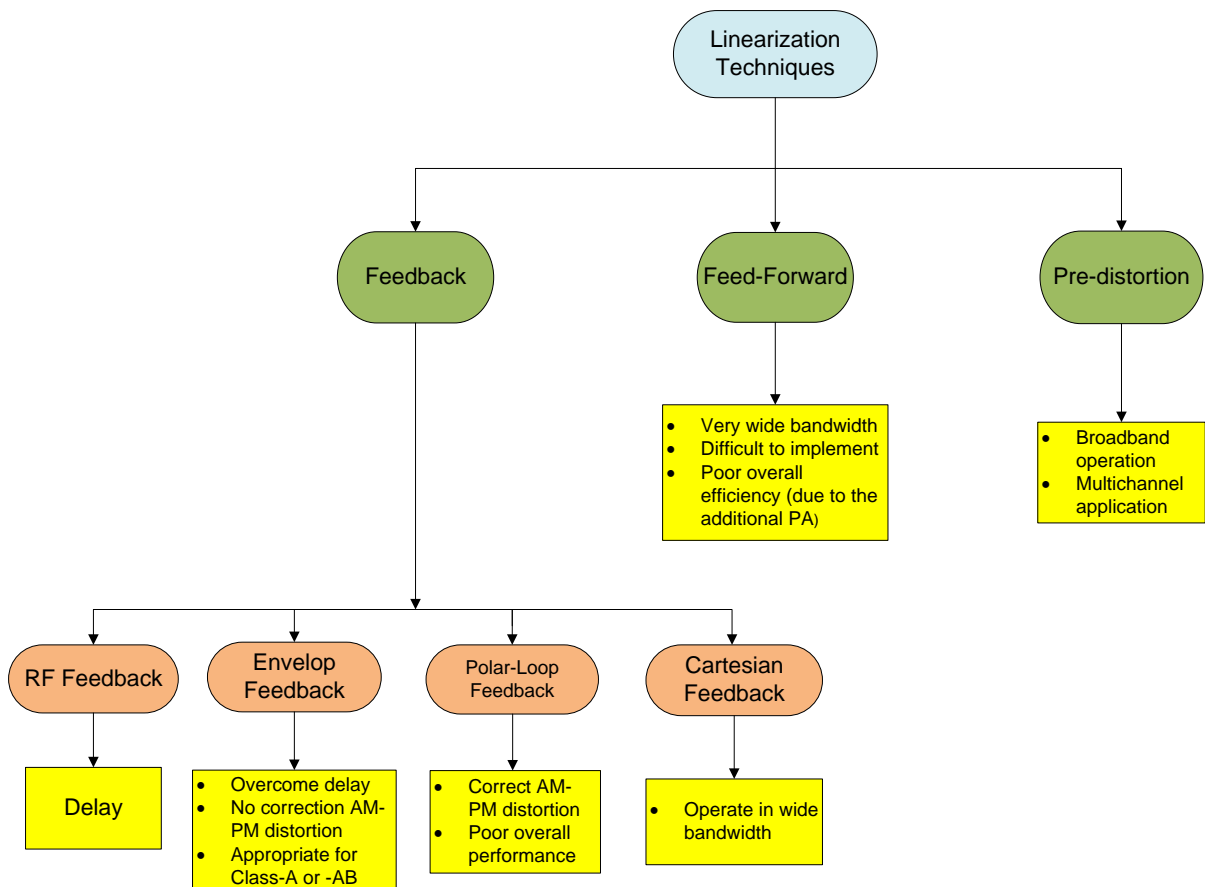 Linearization
Techniques
Feedback
Feed-Forward
Pre-distortion
• Very wide bandwidth
• Difficult to implement
• Poor overall
efficiency (due to the
additional PA)
• Broadband
operation
• Multichannel
application
RF Feedback
Envelop
Feedback
Polar-Loop
Feedback
Cartesian
Feedback
Delay
• Overcome delay
• No correction AM-
PM distortion
• Appropriate for
Class-A or -AB
• Correct AM-
PM distortion
• Poor overall
performance
• Operate in wide
bandwidth